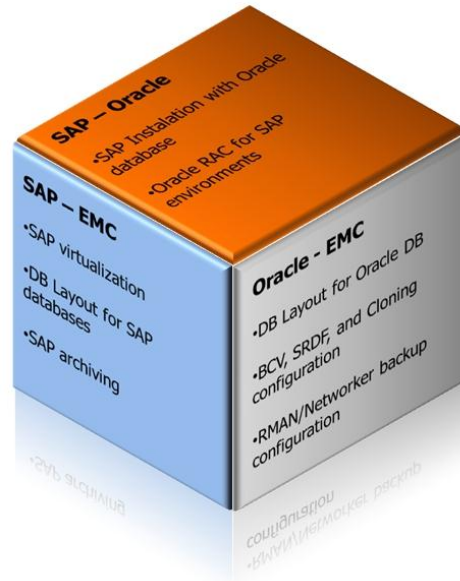 SAP – Oracle
•SAP Instalation with Oracle
database
•Oracle RAC for SAP
environments
SAP – EMC
•SAP virtualization
•DB Layout for SAP
databases
•SAP archiving
Oracle - EMC
•DB Layout for Oracle DB
•BCV, SRDF, and Cloning
configuration
•RMAN/Networker backup
configuration